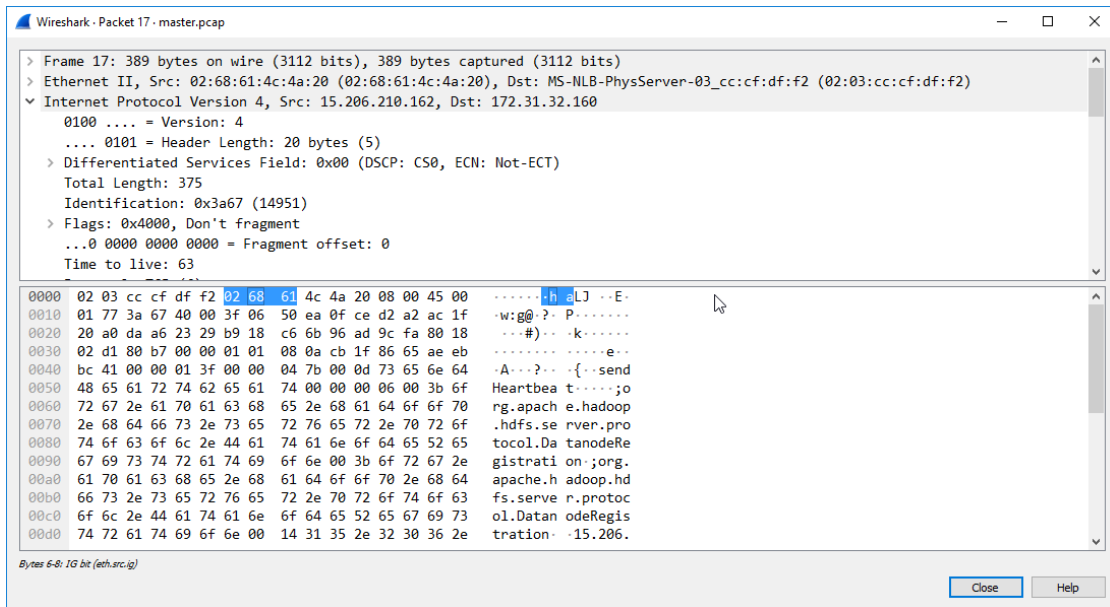 Wireshark · Packet 17 · master.pcap
> Frame 17: 389 bytes on wire (3112 bits), 389 bytes captured (3112 bits)
> Ethernet II, Src: 02:68:61:4c:4a:20 (02:68:61:4c:4a:20), Dst: MS-NLB-PhysServer-03_cc:cf:df:f2 (02:03:cc:cf:df:f2)
Internet Protocol Version 4, Src: 15.206.210.162, Dst: 172.31.32.160
0100 .... = Version: 4
.... 0101 = Header Length: 20 bytes (5)
> Differentiated Services Field: 0x00 (DSCP: CS0, ECN: Not-ECT)
Total Length: 375
Identification: 0x3a67 (14951)
> Flags: 0x4000, Don't fragment
...0 0000 0000 0000 = Fragment offset: 0
Time to live: 63
0000 02 03 cc cf df f2 02 68 61 4c 4a 20 08 00 45 00 ·······h aLJ ··E·
0010 01 77 3a 67 40 00 3f 06 50 ea 0f ce d2 a2 ac 1f ·w:g@·?· P·······
0020 20 a0 da a6 23 29 b9 18 c6 6b 96 ad 9c fa 80 18 ···#)·· ·k······
0030 02 d1 80 b7 00 00 01 01 08 0a cb 1f 86 65 ae eb ········ ·····e··
0040 bc 41 00 00 01 3f 00 00 04 7b 00 0d 73 65 6e 64 ·A···?·· ·{··send
0050 48 65 61 72 74 62 65 61 74 00 00 00 06 00 3b 6f Heartbea t·····;o
0060 72 67 2e 61 70 61 63 68 65 2e 68 61 64 6f 6f 70 rg.apach e.hadoop
0070 2e 68 64 66 73 2e 73 65 72 76 65 72 2e 70 72 6f .hdfs.se rver.pro
0080 74 6f 63 6f 6c 2e 44 61 74 61 6e 6f 64 65 52 65 tocol.Da tanodeRe
0090 67 69 73 74 72 61 74 69 6f 6e 00 3b 6f 72 67 2e gistrati on·;org.
00a0 61 70 61 63 68 65 2e 68 61 64 6f 6f 70 2e 68 64 apache.h adoop.hd
00b0 66 73 2e 73 65 72 76 65 72 2e 70 72 6f 74 6f 63 fs.serve r.protoc
00c0 6f 6c 2e 44 61 74 61 6e 6f 64 65 52 65 67 69 73 ol.Datan odeRegis
00d0 74 72 61 74 69 6f 6e 00 14 31 35 2e 32 30 36 2e tration· ·15.206.
Bytes 6-8: IG bit (eth.src.ig)
Close Help